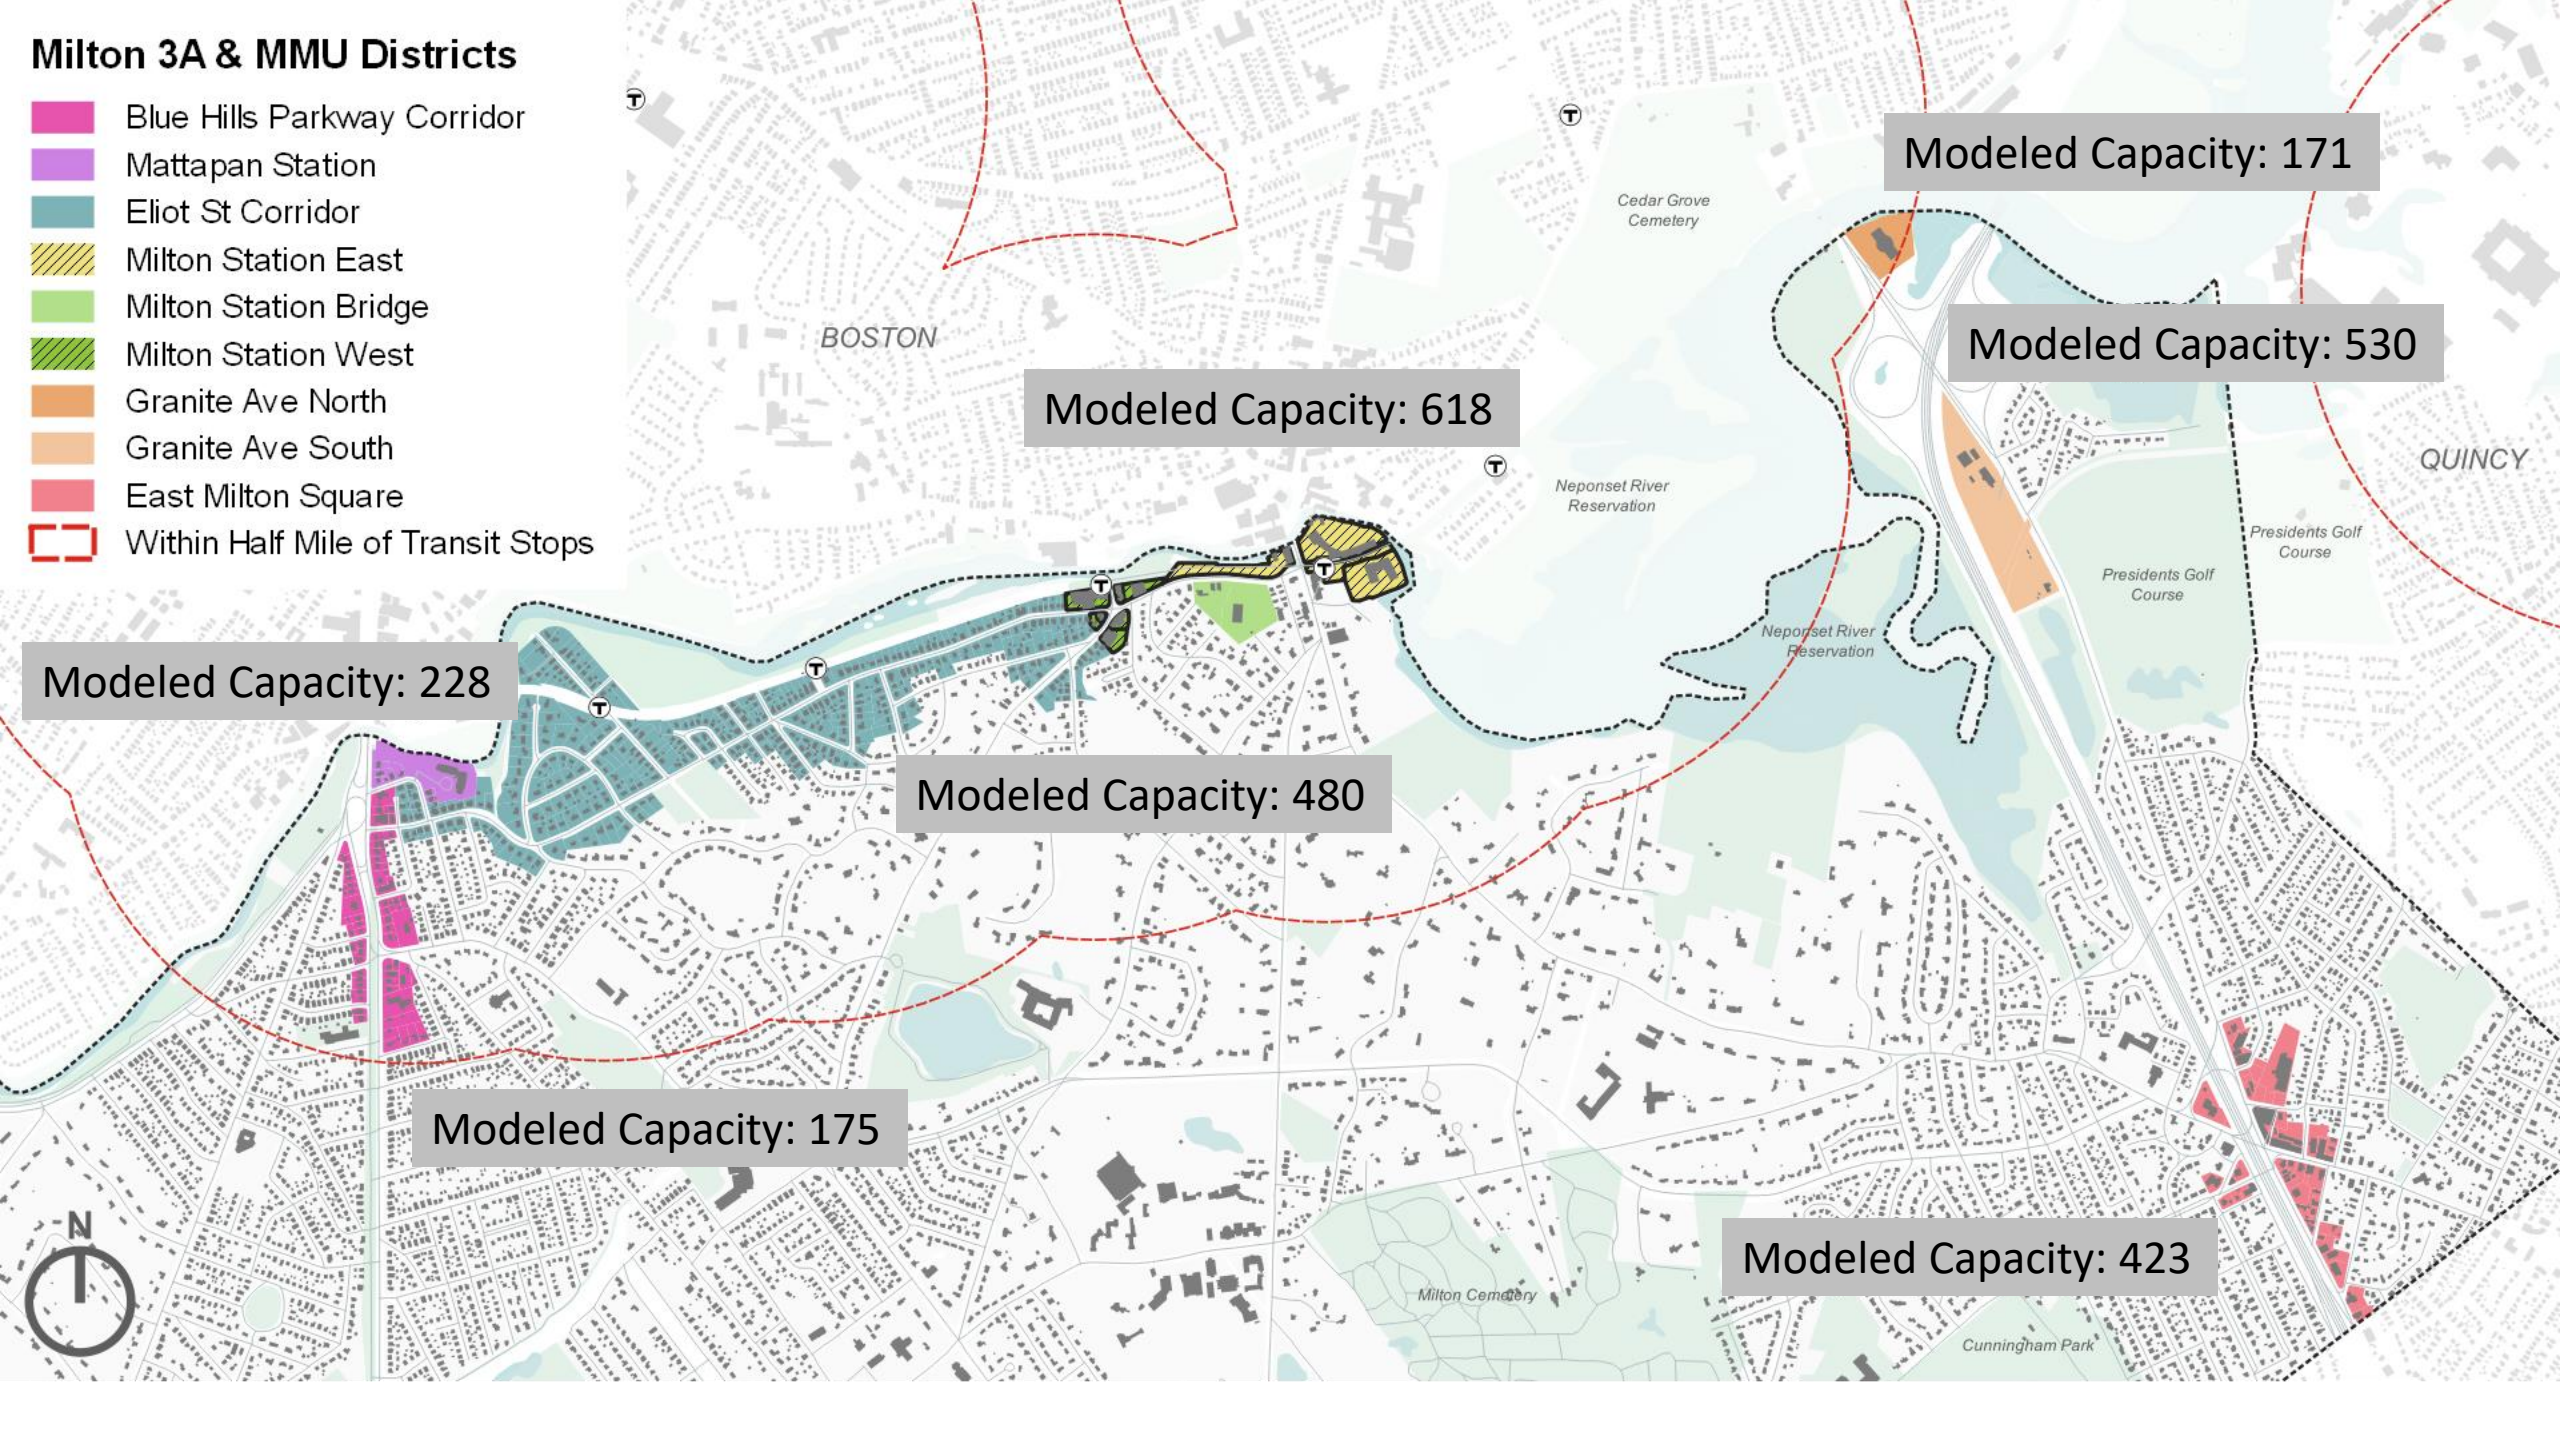 Milton 3A & MMU Districts
Blue Hills Parkway Corridor
Mattapan Station
Eliot St Corridor
Milton Station East
Milton Station Bridge
Milton Station West
Granite Ave North
Granite Ave South
East Milton Square
Within Half Mile of Transit Stops
T
T
Modeled Capacity: 171
Cedar Grove
Cemetery
BOSTON
Modeled Capacity: 530
Modeled Capacity: 618
T
QUINCY
Neponset River
Reservation
Presidents Golf
Course
Presidents Golf
Course
T
T
Neponset River
Reservation
T
T
Modeled Capacity: 228
Modeled Capacity: 480
Modeled Capacity: 175
N
Modeled Capacity: 423
Milton Cemetery
Cunningham Park